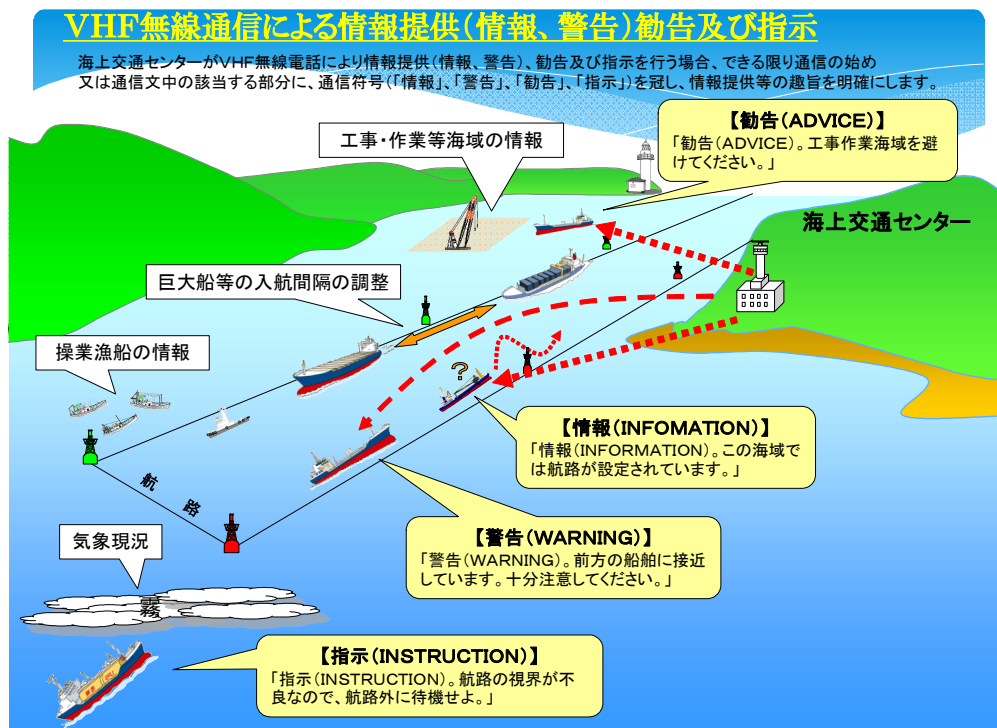 VHF無線通信による情報提供(情報、警告)勧告及び指示
海上交通センターがVHF無線電話により情報提供(情報、警告)、勧告及び指示を行う場合、できる限り通信の始め
又は通信文中の該当する部分に、通信符号(「情報」、「警告」、「勧告」、「指示」)を冠し、情報提供等の趣旨を明確にします。
【勧告(ADVICE)】
「勧告(ADVICE)。工事作業海域を避
けてください。」
工事・作業等海域の情報
海上交通センター
巨大船等の入航間隔の調整
操業漁船の情報
?
【情報(INFOMATION)】
「情報(INFORMATION)。この海域で
は航路が設定されています。」
航路
【警告(WARNING)】
「警告(WARNING)。前方の船舶に接近
しています。十分注意してください。」
気象現況
霧
【指示(INSTRUCTION)】
「指示(INSTRUCTION)。航路の視界が不
良なので、航路外に待機せよ。」